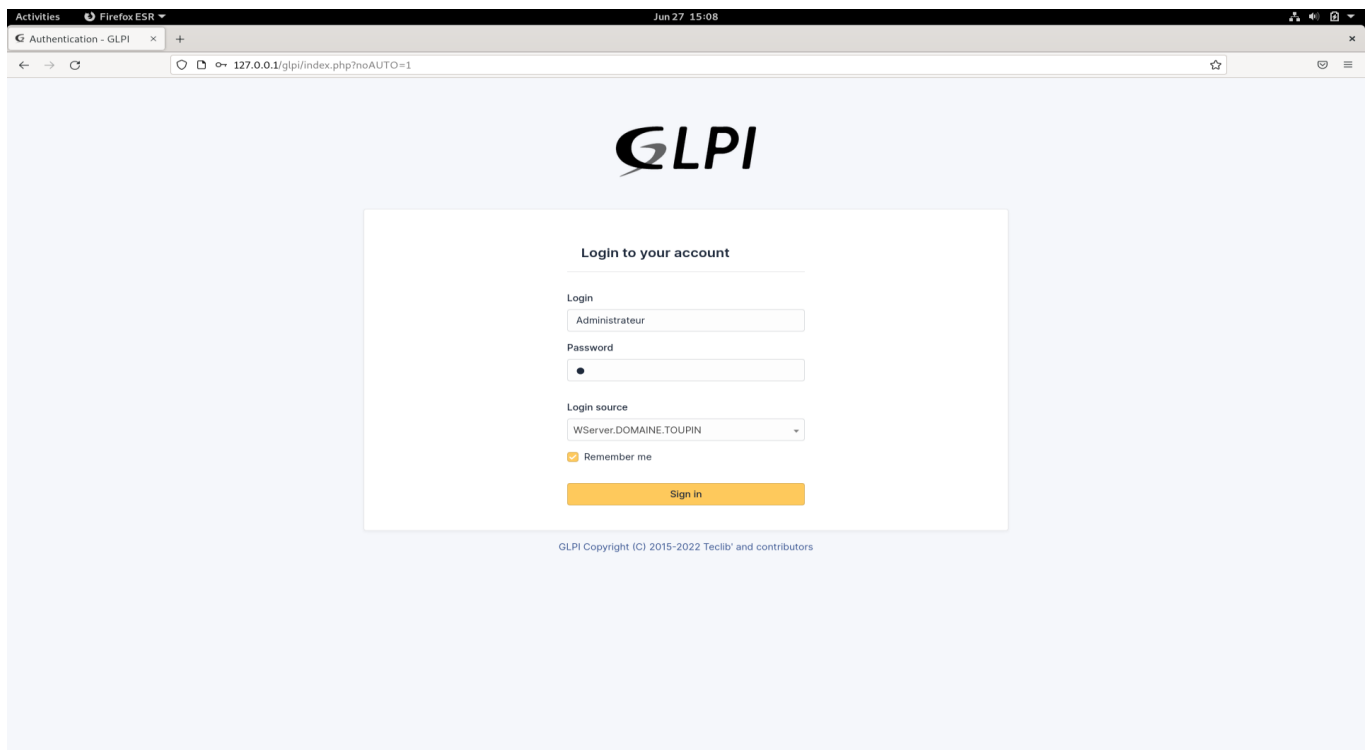 Activities Firefox ESR Jun 27 15:08
Authentication - GLPI × + ×
127.0.0.1/glpi/index.php?noAUTO=1
GLPI
Login to your account
Login
Administrateur
Password
Login source
WServer.DOMAINE.TOUPIN
Remember me
Sign in
GLPI Copyright (C) 2015-2022 Teclib' and contributors